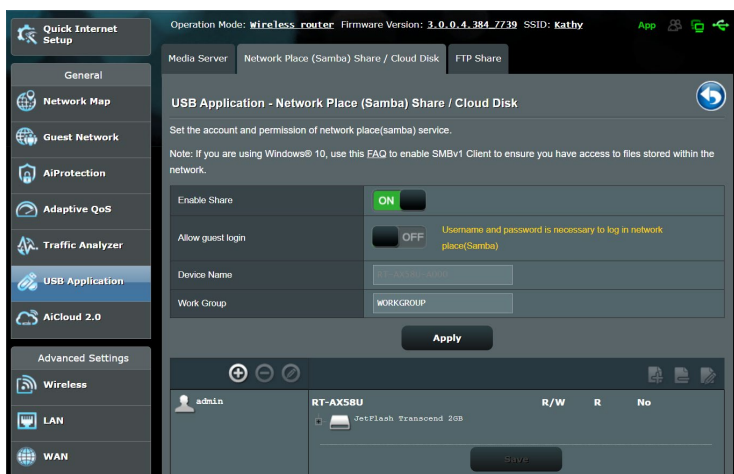 Quick Internet
Setup
Operation Mode: Wireless router Firmware Version: 3.0.0.4.384_7739 SSID: Kathy
App
Media Server
Network Place (Samba) Share / Cloud Disk
FTP Share
General
Network Map
Guest Network
AiProtection
Adaptive QoS
Traffic Analyzer
USB Application
AiCloud 2.0
Advanced Settings
Wireless
LAN
WAN
USB Application - Network Place (Samba) Share / Cloud Disk
Set the account and permission of network place(samba) service.
Note: If you are using Windows® 10, use this FAQ to enable SMBv1 Client to ensure you have access to files stored within the
network.
Enable Share
ON
Allow guest login
OFF
Username and password is necessary to log in network
place(Samba)
Device Name
Work Group
WORKGROUP
Apply
admin
RT-AX58U
R/W
R
No
JetFlash Transcend 2GB
Save